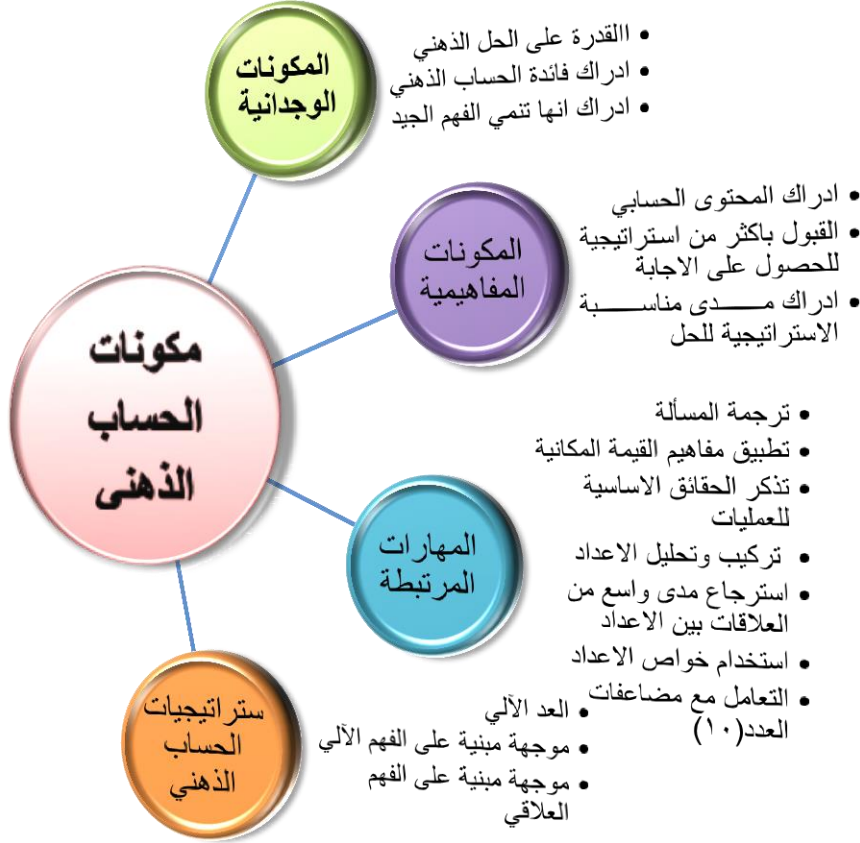 المكونات
الوجدانية
• االقدرة على الحل الذهني
• ادراك فائدة الحساب الذهني
• ادراك انها تنمي الفهم الجيد
المكونات
المفاهيمية
• ادراك المحتوى الحسابي
• القبول باكثر من استراتيجية
للحصول على الاجابة
• ادراك مـــــدى مناســـــبة
الاستراتيجية للحل
مكونات
الحساب
الذهنى
المهارات
المرتبطة
• ترجمة المسألة
• تطبيق مفاهيم القيمة المكانية
• تذكر الحقائق الاساسية
للعمليات
• تركيب وتحليل الاعداد
• استرجاع مدى واسع من
العلاقات بين الاعداد
• استخدام خواص الاعداد
• التعامل مع مضاعفات
العدد(١٠)
ستراتيجيات
الحساب
الذهني
• العد الآلي
• موجهة مبنية على الفهم الآلي
• موجهة مبنية على الفهم
العلاقي